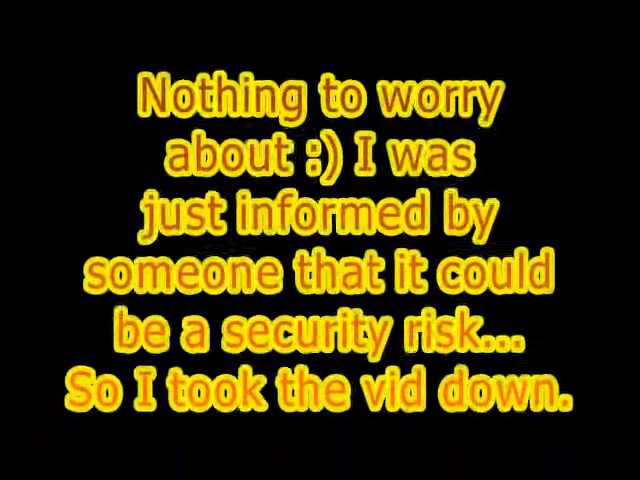 Nothing to worry
about :) I was
just informed by
someone that it could
be a security risk...
So I took the vid down.